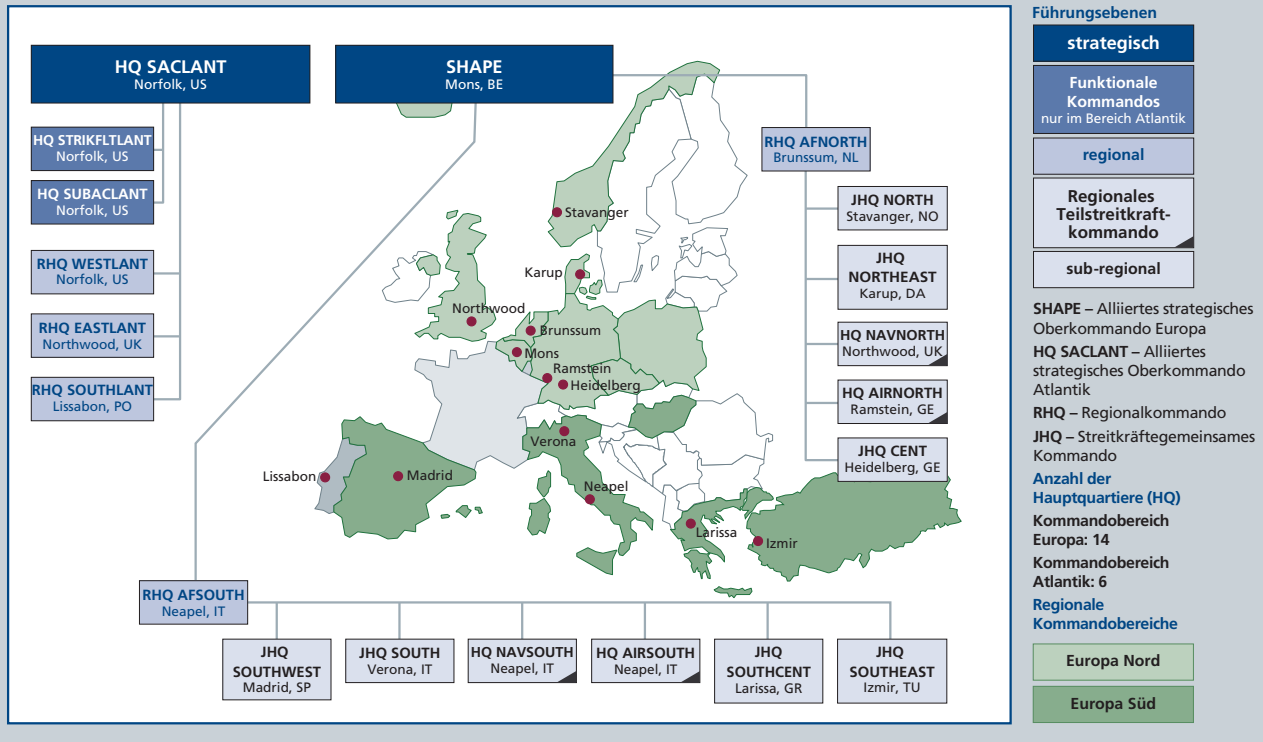 HQ SACLANT
Norfolk, US
SHAPE
Mons, BE
HQ STRIKFLTLANT
Norfolk, US
HQ SUBACLANT
Norfolk, US
RHQ WESTLANT
Norfolk, US
RHQ EASTLANT
Northwood, UK
RHQ SOUTHLANT
Lissabon, PO
RHQ AFNORTH
Brunssum, NL
JHQ NORTH
Stavanger, NO
JHQ
NORTHEAST
Karup, DA
HQ NAVNORTH
Northwood, UK
HQ AIRNORTH
Ramstein, GE
JHQ CENT
Heidelberg, GE
Stavanger
Karup
Northwood
Brunssum
Mons
Ramstein
Heidelberg
Verona
Lissabon
Madrid
Neapel
Larissa
Izmir
RHQ AFSOUTH
Neapel, IT
JHQ
SOUTHWEST
Madrid, SP
JHQ SOUTH
Verona, IT
HQ NAVSOUTH
Neapel, IT
HQ AIRSOUTH
Neapel, IT
JHQ
SOUTHCENT
Larissa, GR
JHQ
SOUTHEAST
Izmir, TU
Führungsebenen
strategisch
Funktionale
Kommandos
nur im Bereich Atlantik
regional
Regionales
Teilstreitkraft-
kommando
sub-regional
SHAPE – Alliiertes strategisches
Oberkommando Europa
HQ SACLANT – Alliiertes
strategisches Oberkommando
Atlantik
RHQ – Regionalkommando
JHQ – Streitkräftegemeinsames
Kommando
Anzahl der
Hauptquartiere (HQ)
Kommandobereich
Europa: 14
Kommandobereich
Atlantik: 6
Regionale
Kommandobereiche
Europa Nord
Europa Süd